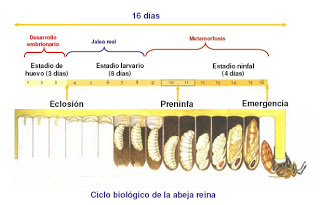 16 días
Desarrollo
embrionario
Jalea real
Metamorfosis
Estadio de
huevo (3 días)
Estadio larvario
(8 días)
Estadio ninfal
(4 días)
1 2 3 4 5 6 7 8 9 10 11 12 13 14 15 16
Eclosión
Preninfa
Emergencia
Ciclo biológico de la abeja reina